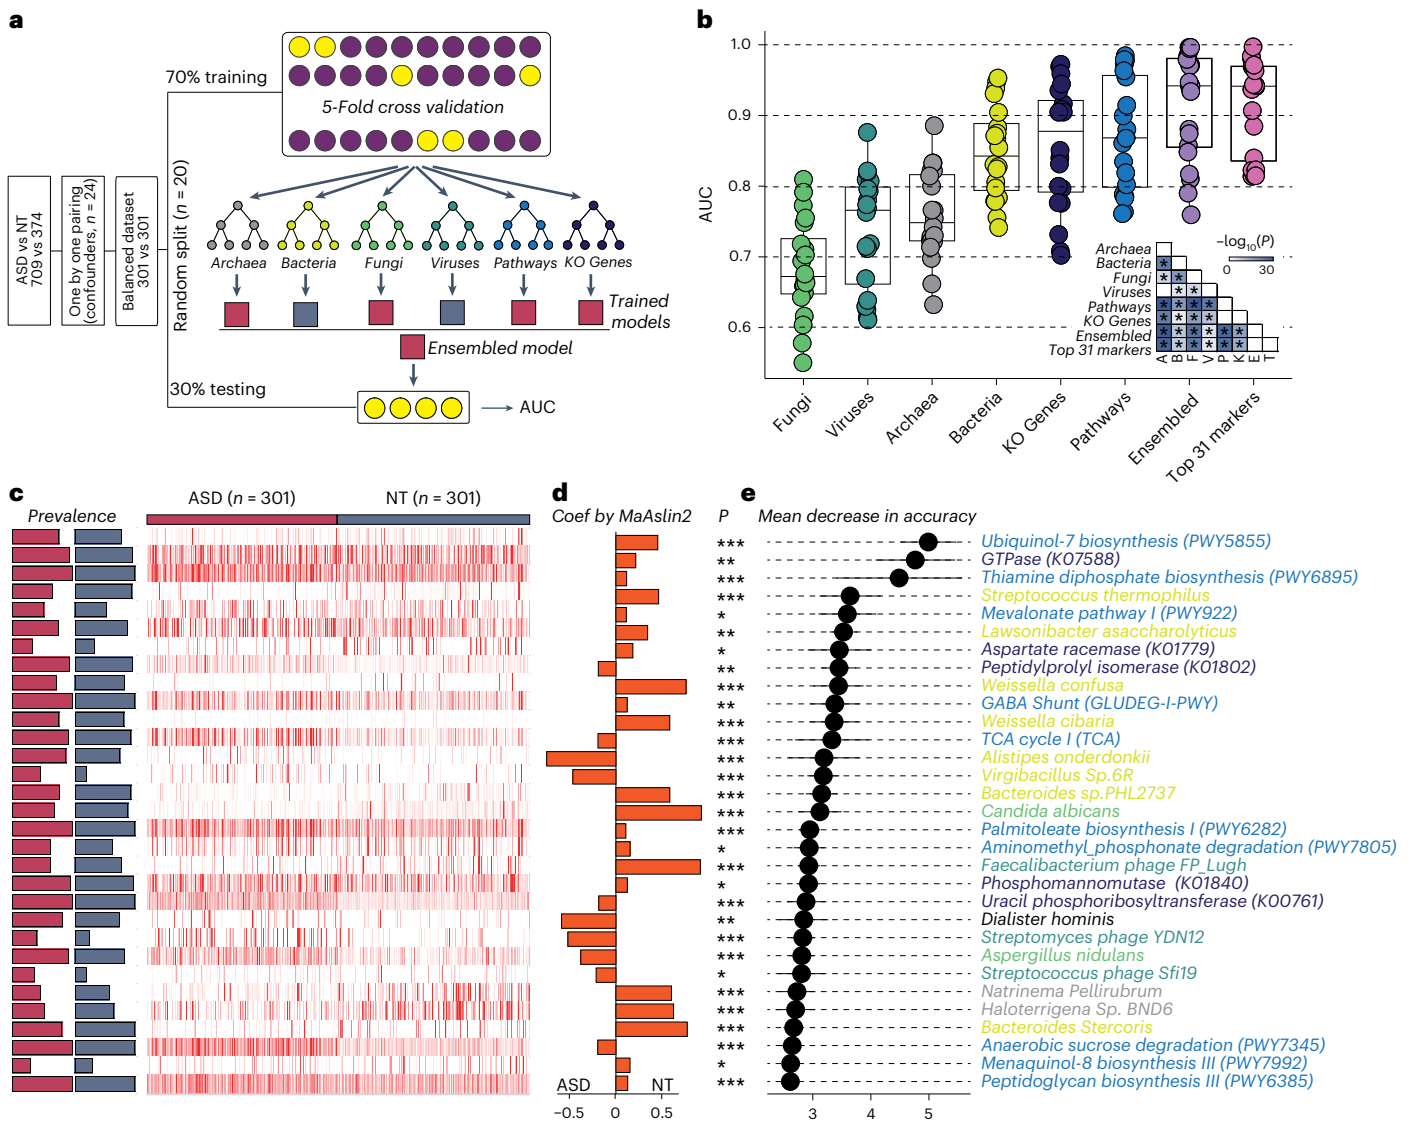 a
70% training
5-Fold cross validation
Random split (n = 20)
ASD vs NT
709 vs 374
One by one pairing
(confounders, n = 24)
Balanced dataset
301 vs 301
Archaea
Bacteria
Fungi
Viruses
Pathways
KO Genes
Trained
models
Ensembled model
30% testing
AUC
b
AUC
1.0
0.9
0.8
0.7
0.6
Fungi
Viruses
Archaea
Bacteria
KO Genes
Pathways
Ensembled
Top 31 markers
−log10(P)
0 30
Archaea
Bacteria *
Fungi * *
Viruses * *
Pathways * * * *
KO Genes * * * *
Ensembled * * * * * *
Top 31 markers * * * * * *
A B F V P K E T
c
Prevalence
ASD (n = 301)
NT (n = 301)
d
Coef by MaAslin2
P
e
Mean decrease in accuracy
*** Ubiquinol-7 biosynthesis (PWY5855)
** GTPase (K07588)
*** Thiamine diphosphate biosynthesis (PWY6895)
*** Streptococcus thermophilus
* Mevalonate pathway I (PWY922)
** Lawsonibacter asaccharolyticus
* Aspartate racemase (K01779)
** Peptidylprolyl isomerase (K01802)
*** Weissella confusa
** GABA Shunt (GLUDEG-I-PWY)
*** Weissella cibaria
*** TCA cycle I (TCA)
*** Alistipes onderdonkii
*** Virgibacillus Sp.6R
*** Bacteroides sp.PHL2737
*** Candida albicans
*** Palmitoleate biosynthesis I (PWY6282)
* Aminomethyl_phosphonate degradation (PWY7805)
*** Faecalibacterium phage FP_Lugh
* Phosphomannomutase (K01840)
*** Uracil phosphoribosyltransferase (K00761)
** Dialister hominis
*** Streptomyces phage YDN12
*** Aspergillus nidulans
* Streptococcus phage Sfi19
*** Natrinema Pellirubrum
*** Haloterrigena Sp. BND6
*** Bacteroides Stercoris
*** Anaerobic sucrose degradation (PWY7345)
* Menaquinol-8 biosynthesis III (PWY7992)
*** Peptidoglycan biosynthesis III (PWY6385)
ASD NT
−0.5 0 0.5
3 4 5